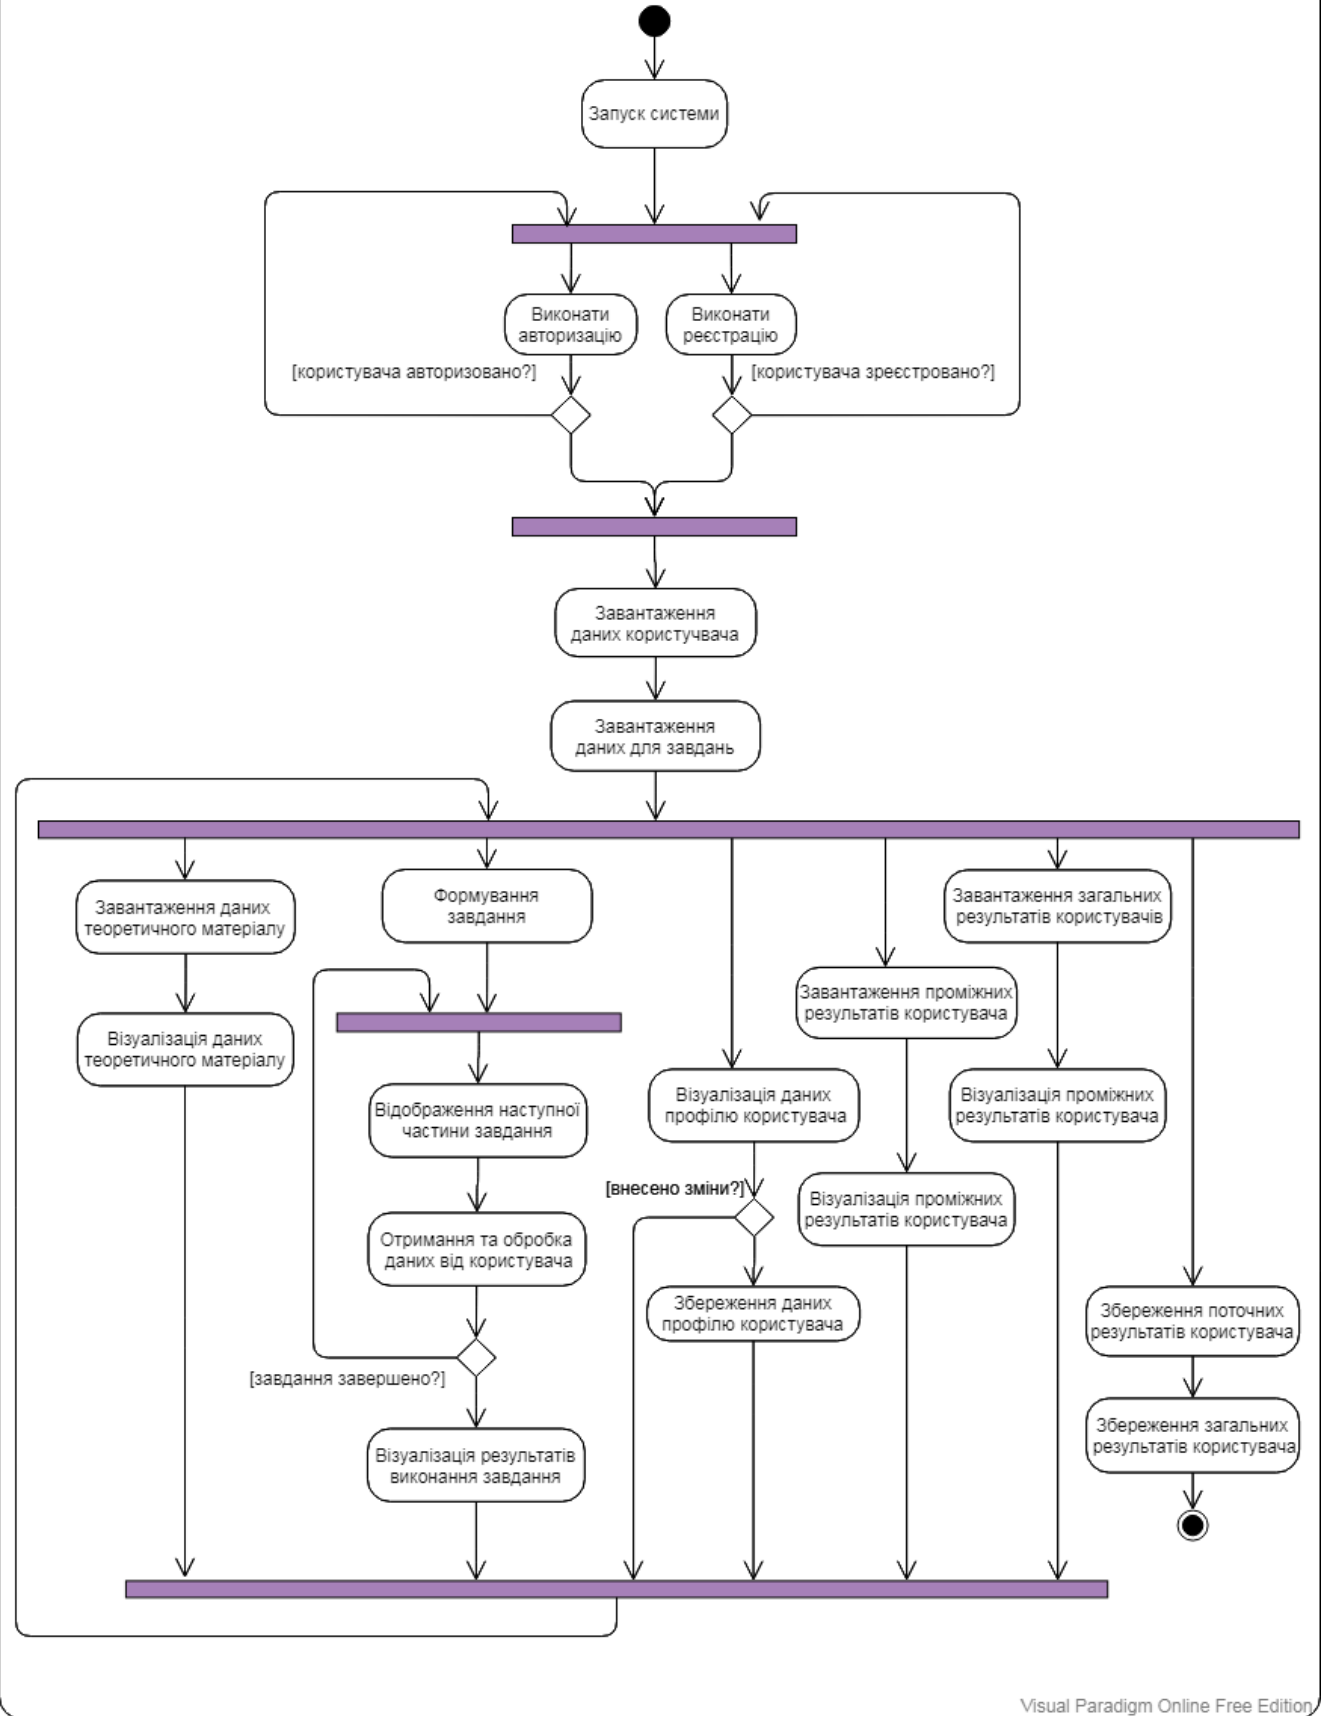 Запуск системи
Виконати
авторизацію
Виконати
реєстрацію
[користувача авторизовано?]
[користувача зреєстровано?]
Завантаження
даних користучвача
Завантаження
даних для завдань
Завантаження даних
теоретичного матеріалу
Візуалізація даних
теоретичного матеріалу
Формування
завдання
Відображення наступної
частини завдання
Отримання та обробка
даних від користувача
[завдання завершено?]
Візуалізація результатів
виконання завдання
Візуалізація даних
профілю користувача
[внесено зміни?]
Збереження даних
профілю користувача
Завантаження проміжних
результатів користувача
Візуалізація проміжних
результатів користувача
Завантаження загальних
результатів користувачів
Візуалізація проміжних
результатів користувача
Збереження поточних
результатів користувача
Збереження загальних
результатів користувача
Visual Paradigm Online Free Edition